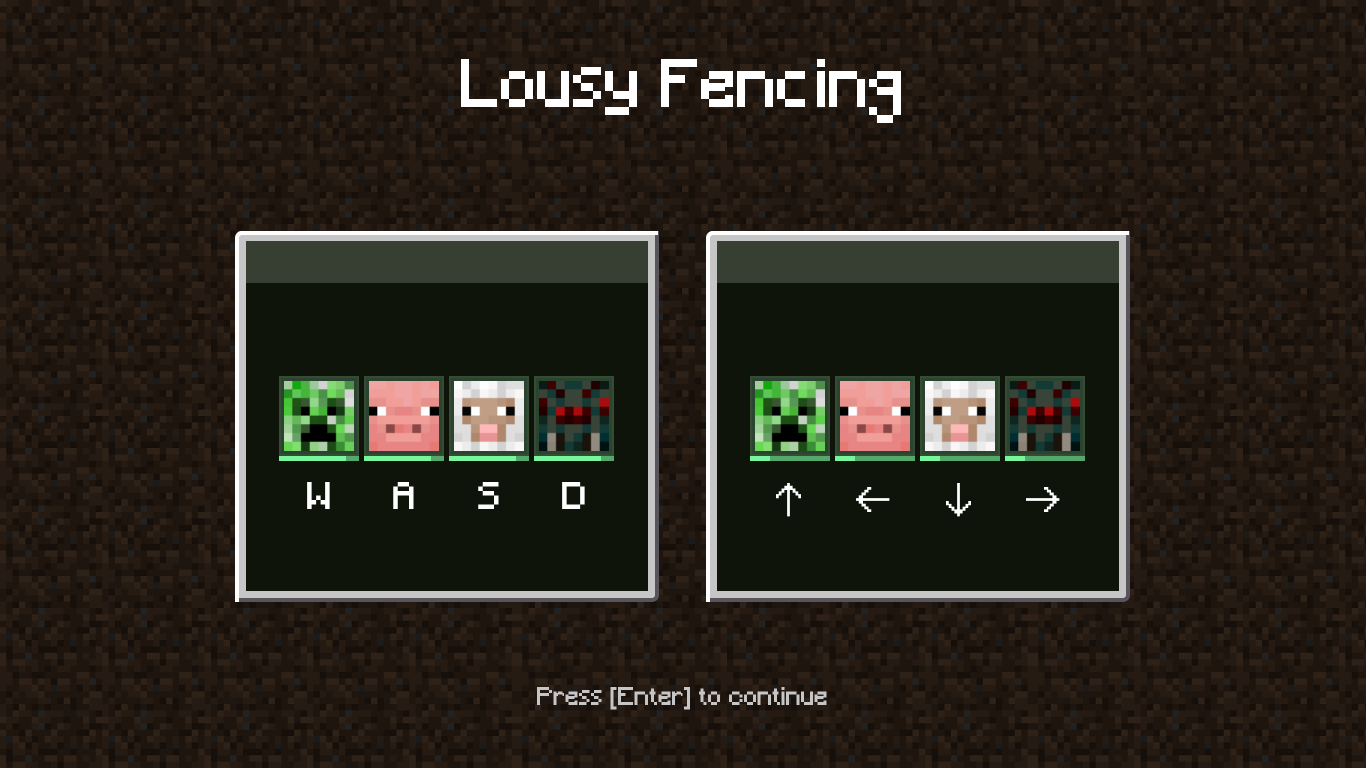 Lousy Fencing
W A S D
↑ ← ↓ →
Press [Enter] to continue